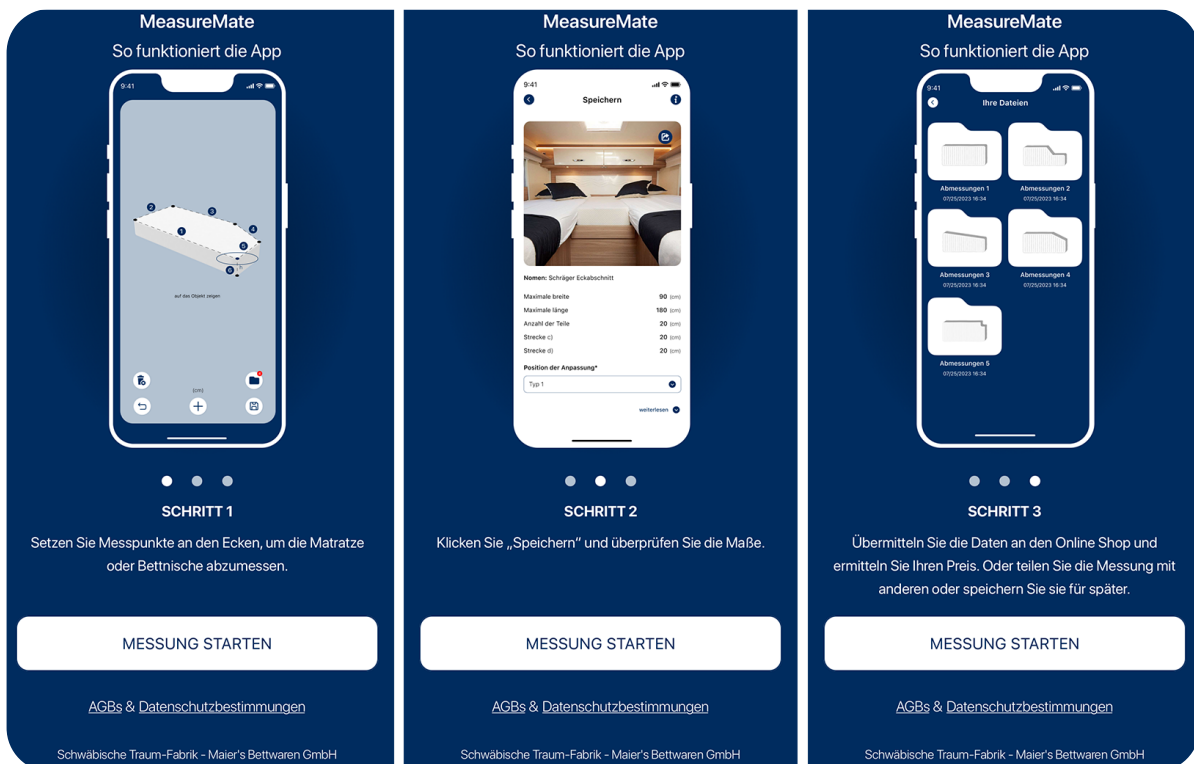 MeasureMate
So funktioniert die App
9:41
2
3
1
4
5
6
auf das Objekt zeigen
(cm)
SCHRITT 1
Setzen Sie Messpunkte an den Ecken, um die Matratze
oder Bettnische abzumessen.
MESSUNG STARTEN
AGBs & Datenschutzbestimmungen
Schwäbische Traum-Fabrik - Maier's Bettwaren GmbH
MeasureMate
So funktioniert die App
9:41
Speichern
Nomen: Schräger Eckabschnitt
Maximale breite 90 (cm)
Maximale länge 180 (cm)
Anzahl der Teile 20 (cm)
Strecke c) 20 (cm)
Strecke d) 20 (cm)
Position der Anpassung*
Typ 1
weiterlesen
SCHRITT 2
Klicken Sie „Speichern“ und überprüfen Sie die Maße.
MESSUNG STARTEN
AGBs & Datenschutzbestimmungen
Schwäbische Traum-Fabrik - Maier's Bettwaren GmbH
MeasureMate
So funktioniert die App
9:41
Ihre Dateien
Abmessungen 1
07/25/2023 16:34
Abmessungen 2
07/25/2023 16:34
Abmessungen 3
07/25/2023 16:34
Abmessungen 4
07/25/2023 16:34
Abmessungen 5
07/25/2023 16:34
SCHRITT 3
Übermitteln Sie die Daten an den Online Shop und
ermitteln Sie Ihren Preis. Oder teilen Sie die Messung mit
anderen oder speichern Sie sie für später.
MESSUNG STARTEN
AGBs & Datenschutzbestimmungen
Schwäbische Traum-Fabrik - Maier's Bettwaren GmbH